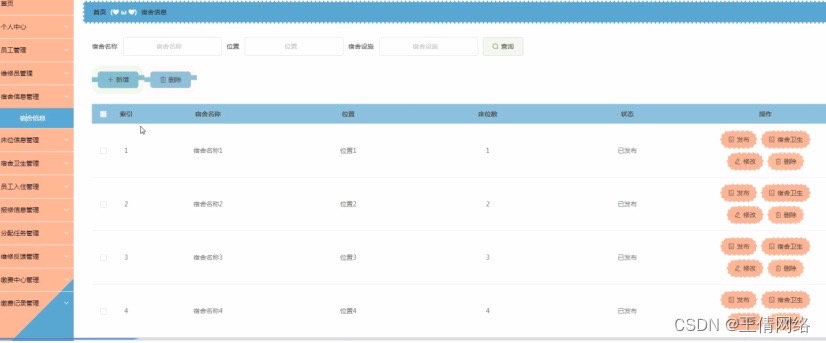 首页
个人中心
员工管理
维修员管理
宿舍信息管理
宿舍信息
床位信息管理
宿舍卫生管理
员工入住管理
报修信息管理
分配任务管理
维修反馈管理
缴费中心管理
缴费记录管理
首页 (♥ω♥) 宿舍信息
宿舍名称 宿舍名称 位置 位置 宿舍设施 宿舍设施 查询
+ 新增 删除
索引 宿舍名称 位置 床位数 状态 操作
1 宿舍名称1 位置1 1 已发布 发布 宿舍卫生
修改 删除
2 宿舍名称2 位置2 2 已发布 发布 宿舍卫生
修改 删除
3 宿舍名称3 位置3 3 已发布 发布 宿舍卫生
修改 删除
4 宿舍名称4 位置4 4 已发布 发布 宿舍卫生
CSDN @王倩网络